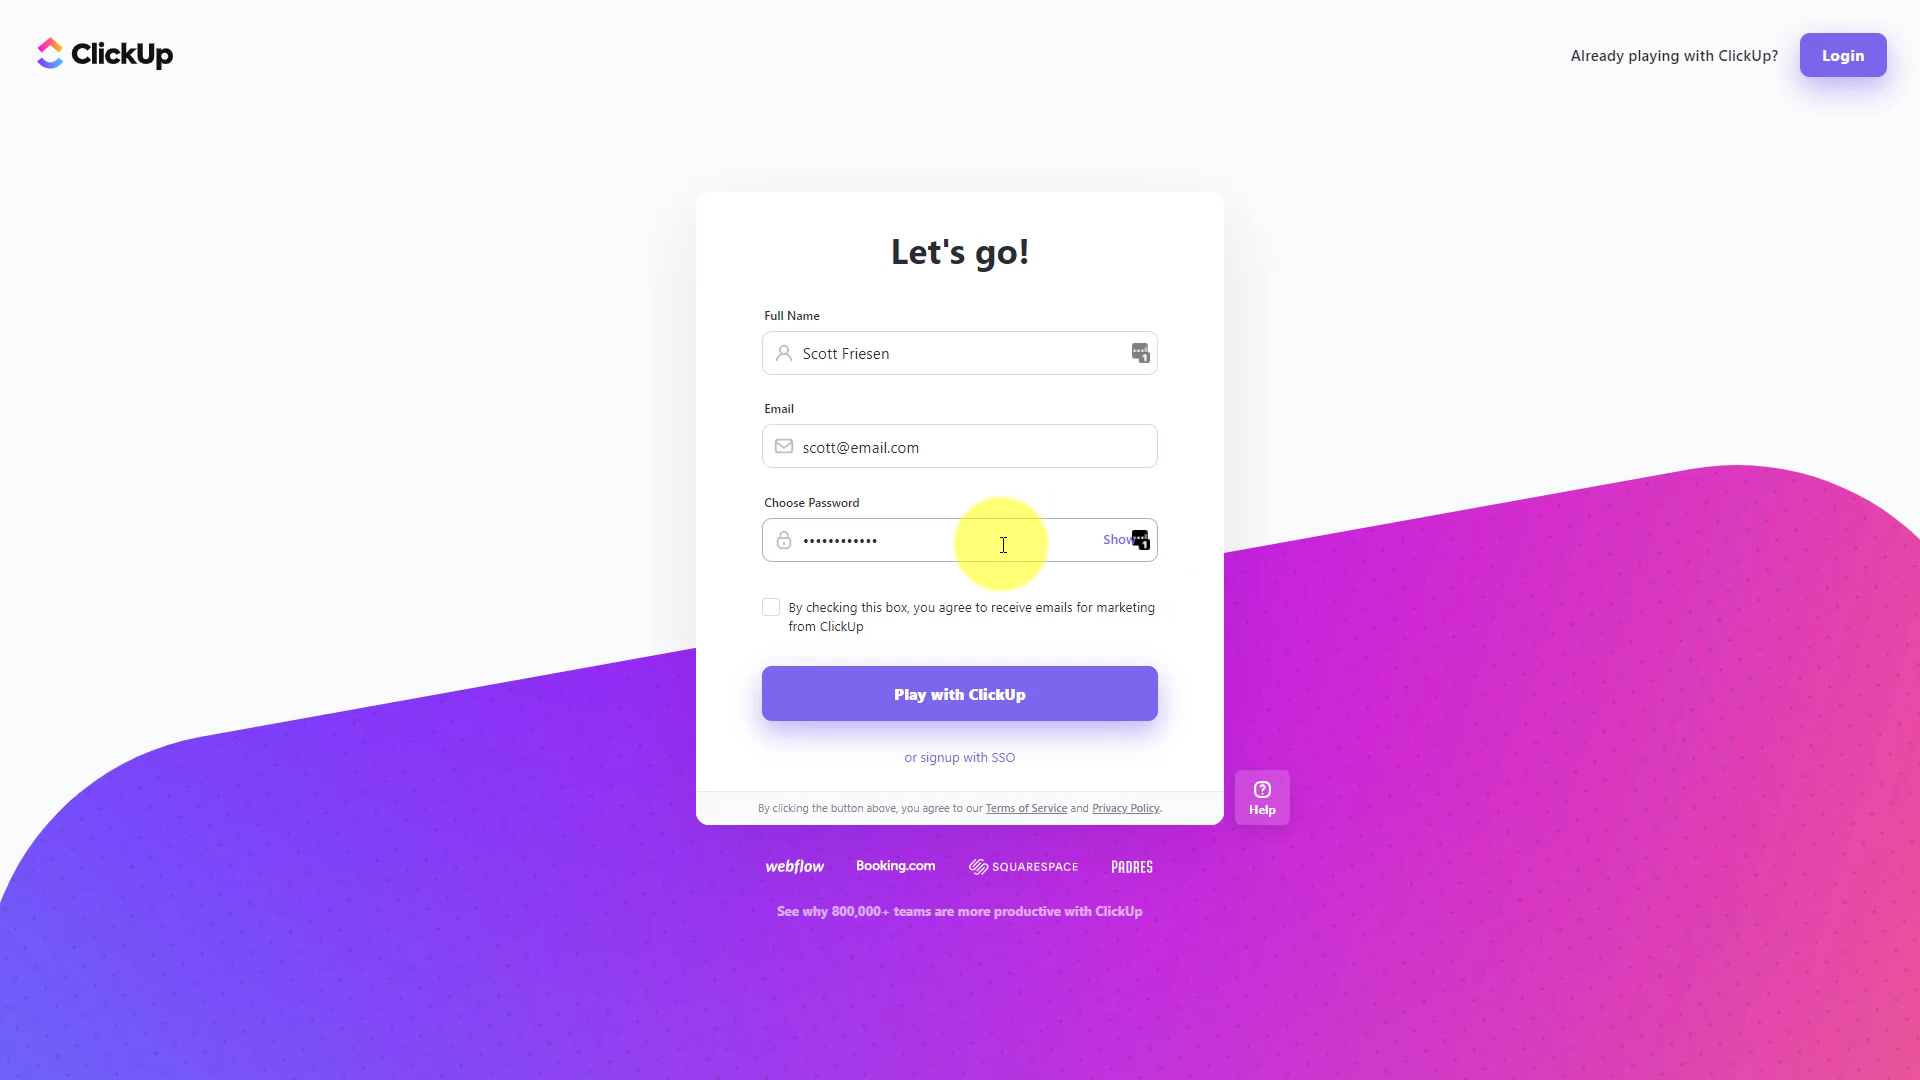 ClickUp
Already playing with ClickUp?
Login
Let's go!
Full Name
Scott Friesen
1
Email
scott@email.com
Choose Password
••••••••••••
Show
1
By checking this box, you agree to receive emails for marketing
from ClickUp
Play with ClickUp
or signup with SSO
By clicking the button above, you agree to our Terms of Service and Privacy Policy.
Help
webflow
Booking.com
SQUARESPACE
PADRES
See why 800,000+ teams are more productive with ClickUp